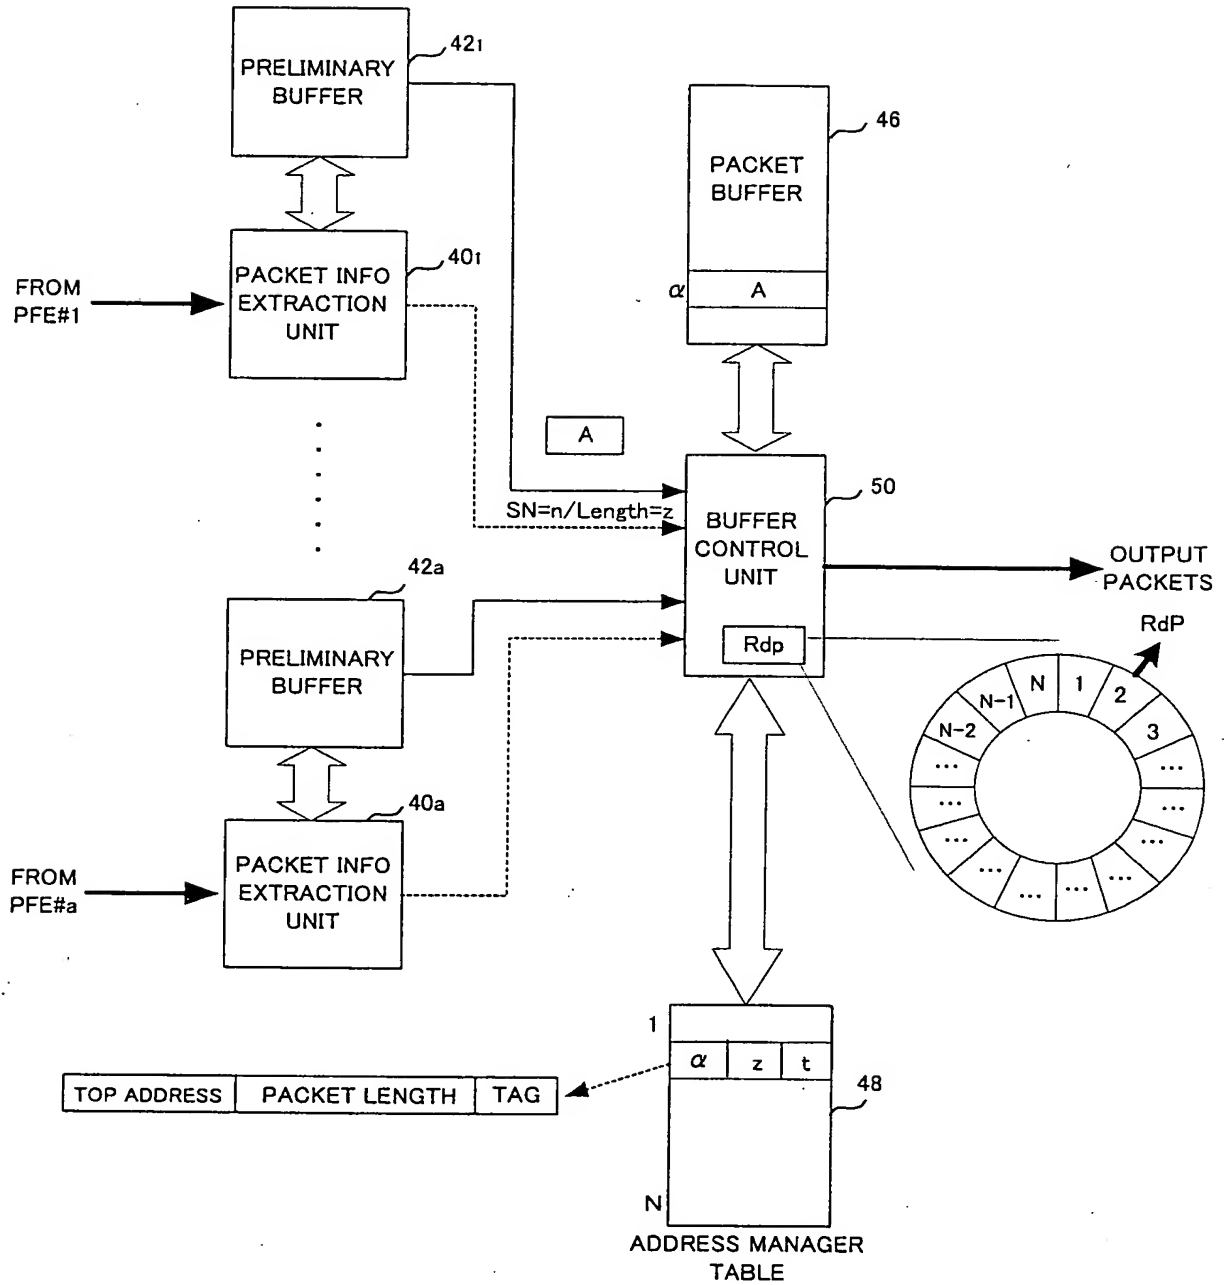 PRELIMINARY
BUFFER
421
PACKET INFO
EXTRACTION
UNIT
401
FROM
PFE#1
PACKET
BUFFER
46
α
A
A
SN=n/Length=z
BUFFER
CONTROL
UNIT
50
Rdp
OUTPUT
PACKETS
RdP
N-2
N-1
N
1
2
3
...
...
...
...
...
...
...
...
...
...
PRELIMINARY
BUFFER
42a
PACKET INFO
EXTRACTION
UNIT
40a
FROM
PFE#a
1
α z t
48
N
TOP ADDRESS PACKET LENGTH TAG
ADDRESS MANAGER
TABLE